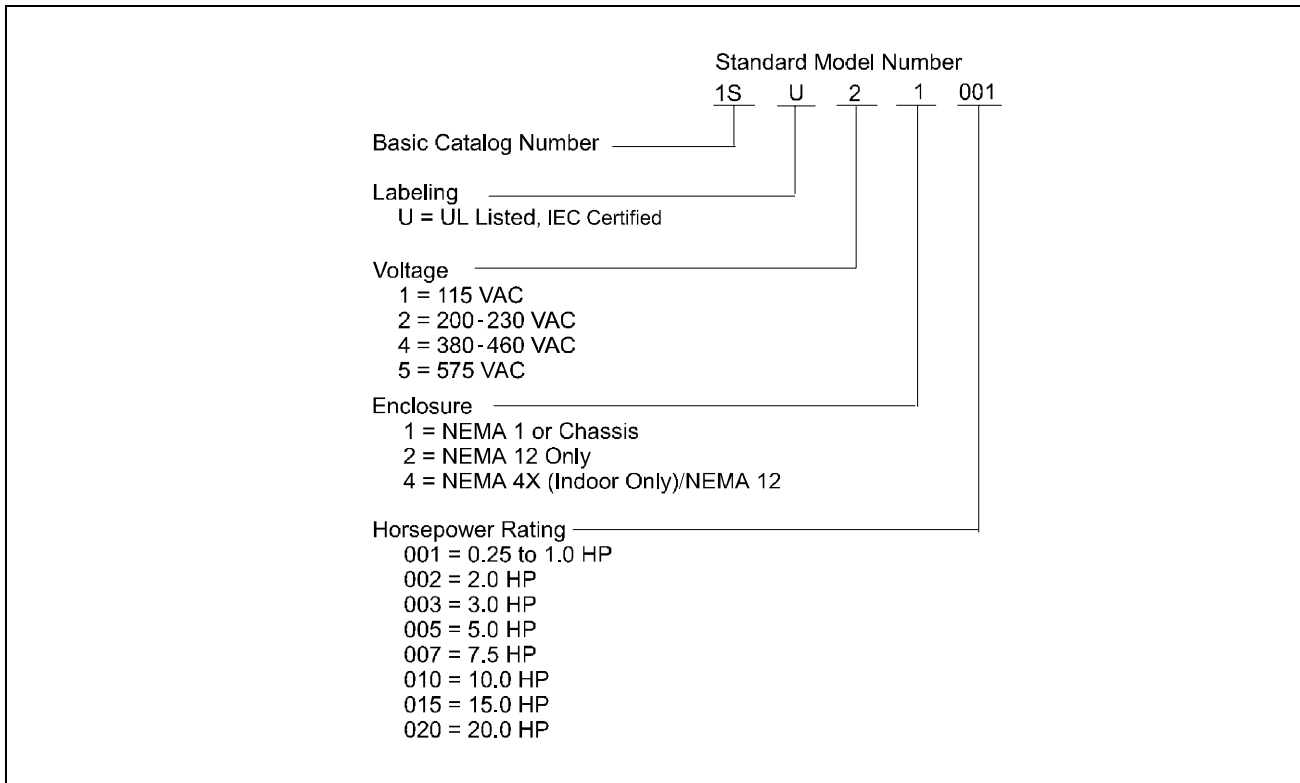 Standard Model Number
1S U 2 1 001
Basic Catalog Number
Labeling
U = UL Listed, IEC Certified
Voltage
1 = 115 VAC
2 = 200-230 VAC
4 = 380-460 VAC
5 = 575 VAC
Enclosure
1 = NEMA 1 or Chassis
2 = NEMA 12 Only
4 = NEMA 4X (Indoor Only)/NEMA 12
Horsepower Rating
001 = 0.25 to 1.0 HP
002 = 2.0 HP
003 = 3.0 HP
005 = 5.0 HP
007 = 7.5 HP
010 = 10.0 HP
015 = 15.0 HP
020 = 20.0 HP